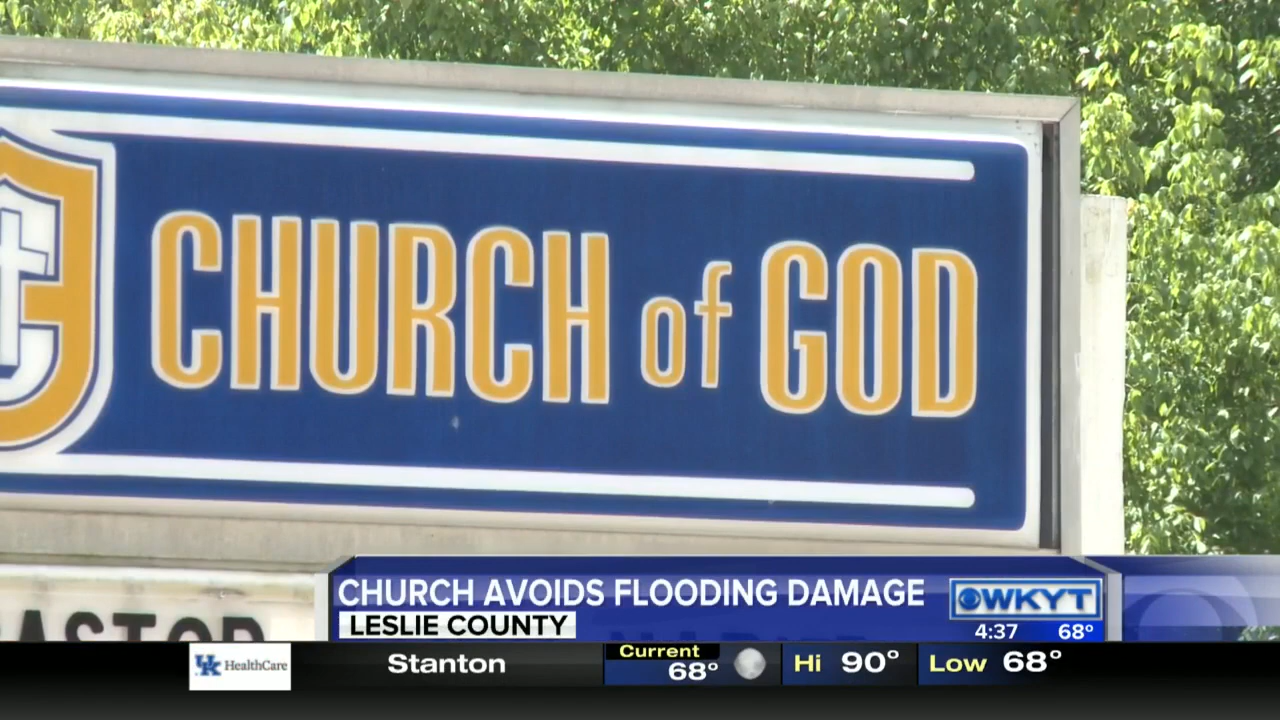 CHURCH of GOD
CHURCH AVOIDS FLOODING DAMAGE
LESLIE COUNTY
WKYT
4:37 68°
UK HealthCare
Stanton
Current
68°
Hi 90°
Low 68°